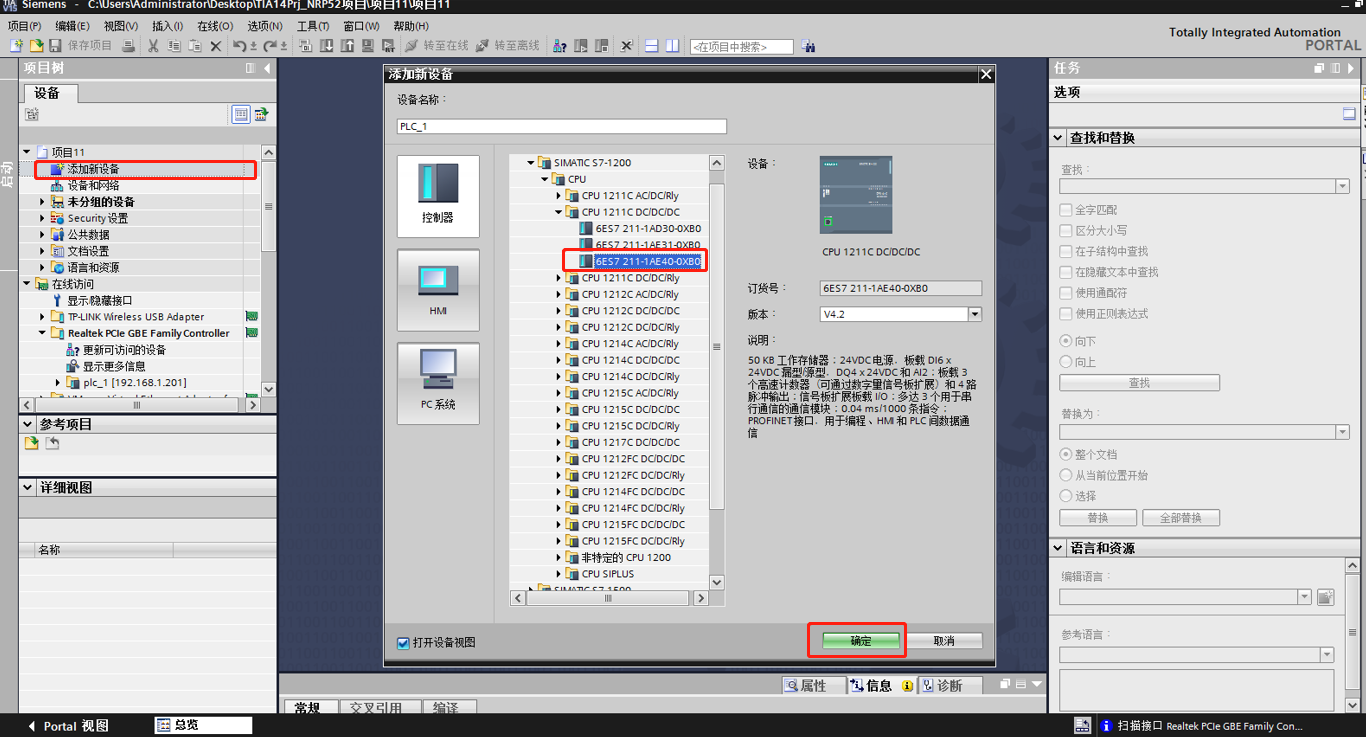 Siemens - C:\Users\Administrator\Desktop\TIA14Prj_NRP52项目\项目11\项目11
项目(P) 编辑(E) 视图(V) 插入(I) 在线(O) 选项(N) 工具(T) 窗口(W) 帮助(H)
保存项目 转至在线 转至离线 <在项目中搜索>
Totally Integrated Automation
PORTAL
项目树
设备
启动
项目11
添加新设备
设备和网络
未分组的设备
Security 设置
公共数据
文档设置
语言和资源
在线访问
显示/隐藏接口
TP-LINK Wireless USB Adapter
Realtek PCIe GBE Family Controller
更新可访问的设备
显示更多信息
plc_1 [192.168.1.201]
参考项目
详细视图
名称
添加新设备
设备名称：
PLC_1
控制器
HMI
PC 系统
SIMATIC S7-1200
CPU
CPU 1211C AC/DC/Rly
CPU 1211C DC/DC/DC
6ES7 211-1AD30-0XB0
6ES7 211-1AE31-0XB0
6ES7 211-1AE40-0XB0
CPU 1211C DC/DC/Rly
CPU 1212C AC/DC/Rly
CPU 1212C DC/DC/DC
CPU 1212C DC/DC/Rly
CPU 1214C AC/DC/Rly
CPU 1214C DC/DC/DC
CPU 1214C DC/DC/Rly
CPU 1215C AC/DC/Rly
CPU 1215C DC/DC/DC
CPU 1215C DC/DC/Rly
CPU 1217C DC/DC/DC
CPU 1212FC DC/DC/DC
CPU 1212FC DC/DC/Rly
CPU 1214FC DC/DC/DC
CPU 1214FC DC/DC/Rly
CPU 1215FC DC/DC/DC
CPU 1215FC DC/DC/Rly
非特定的 CPU 1200
CPU SIPLUS
SIMATIC S7-1500
设备：
CPU 1211C DC/DC/DC
订货号： 6ES7 211-1AE40-0XB0
版本： V4.2
说明：
50 KB 工作存储器；24VDC 电源，板载 DI6 x
24VDC 漏型/源型，DQ4 x 24VDC 和 AI2；板载 3
个高速计数器（可通过数字量信号板扩展）和 4 路
脉冲输出；信号板扩展板载 I/O；多达 3 个用于串
行通信的通信模块；0.04 ms/1000 条指令；
PROFINET 接口，用于编程、HMI 和 PLC 间数据通
信
打开设备视图
确定 取消
任务
选项
查找和替换
查找：
全字匹配
区分大小写
在子结构中查找
在隐藏文本中查找
使用通配符
使用正则表达式
向下
向上
查找
替换为：
整个文档
从当前位置开始
选择
替换 全部替换
语言和资源
编辑语言：
参考语言：
属性 信息 诊断
常规 交叉引用 编译
Portal 视图 总览
扫描接口 Realtek PCIe GBE Family Con...